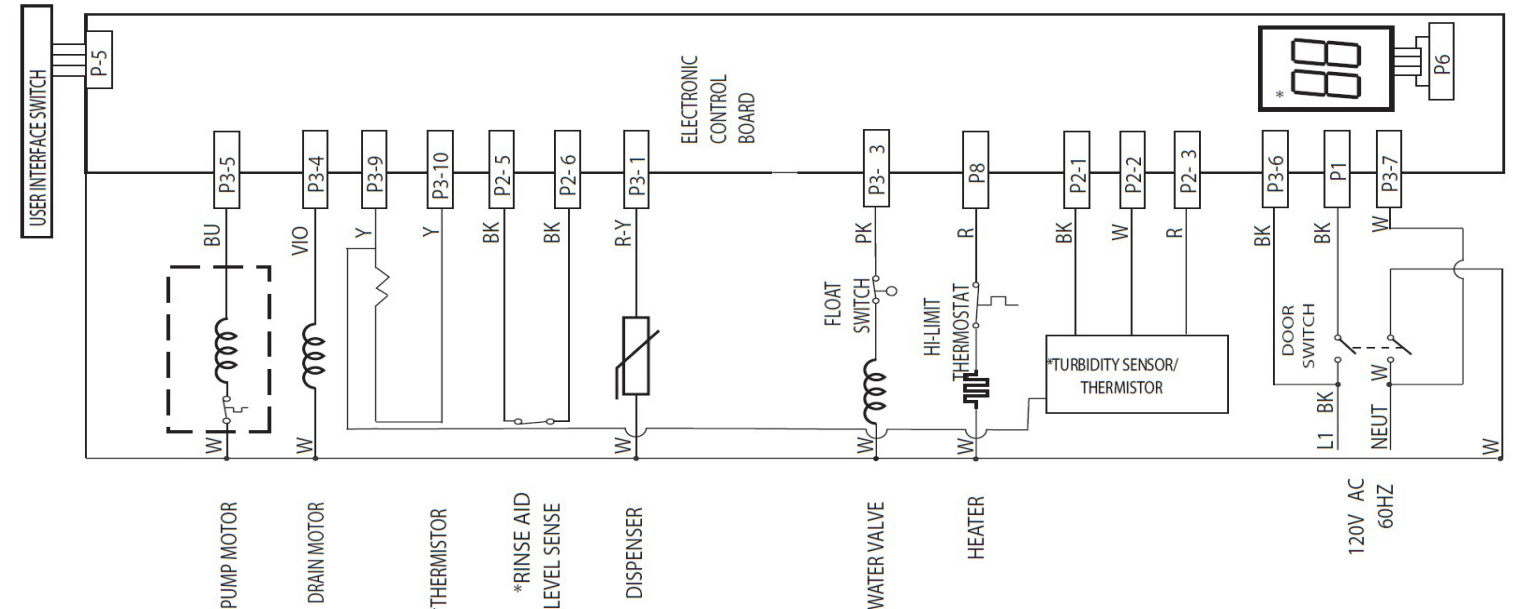 USER INTERFACE SWITCH
P-5
ELECTRONIC
CONTROL
BOARD
*
88
P6
P3-5
P3-4
P3-9
P3-10
P2-5
P2-6
P3-1
P3- 3
P8
P2-1
P2-2
P2- 3
P3-6
P1
P3-7
BU
VIO
Y
Y
BK
BK
R-Y
PK
R
BK
W
R
BK
BK
W
FLOAT
SWITCH
HI-LIMIT
THERMOSTAT
DOOR
SWITCH
*TURBIDITY SENSOR/
THERMISTOR
W
W
W
W
BK
W
L1
NEUT
W
PUMP MOTOR
DRAIN MOTOR
THERMISTOR
*RINSE AID
LEVEL SENSE
DISPENSER
WATER VALVE
HEATER
120V AC
60HZ